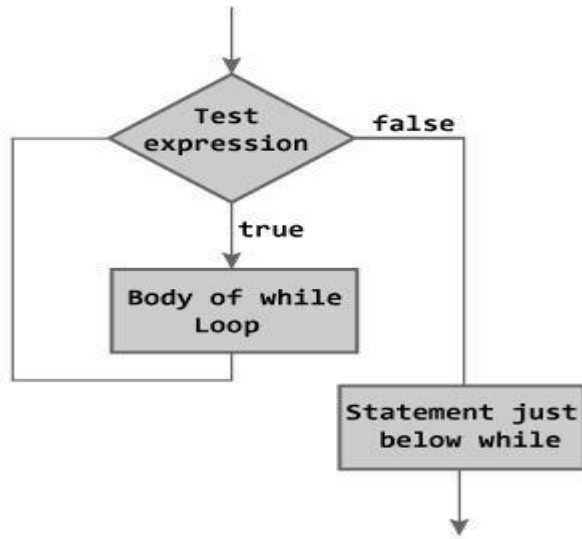 Test
expression
false
true
Body of while
Loop
Statement just
below while